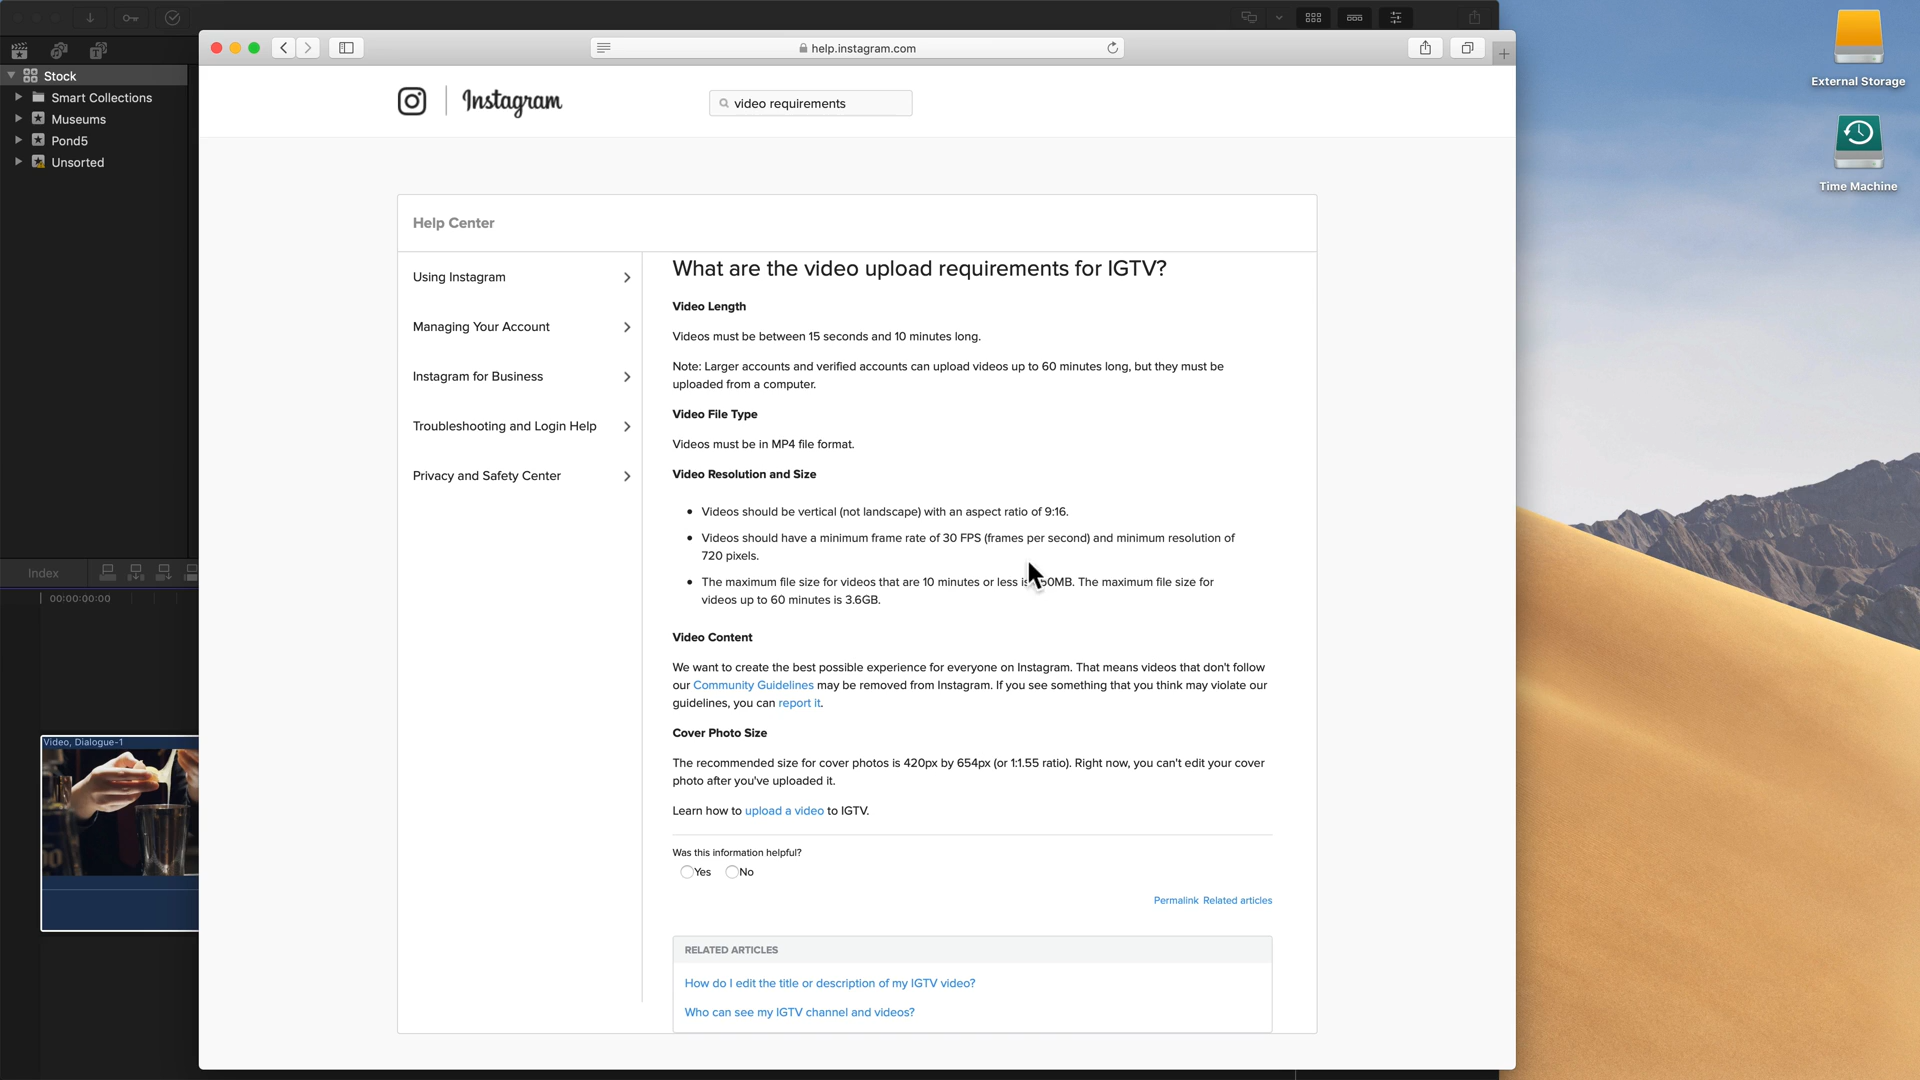 help.instagram.com
Stock
Smart Collections
Museums
Pond5
Unsorted
Index
00:00:00:00
Video, Dialogue-1
Instagram
video requirements
Help Center
Using Instagram
Managing Your Account
Instagram for Business
Troubleshooting and Login Help
Privacy and Safety Center
What are the video upload requirements for IGTV?
Video Length
Videos must be between 15 seconds and 10 minutes long.
Note: Larger accounts and verified accounts can upload videos up to 60 minutes long, but they must be
uploaded from a computer.
Video File Type
Videos must be in MP4 file format.
Video Resolution and Size
Videos should be vertical (not landscape) with an aspect ratio of 9:16.
Videos should have a minimum frame rate of 30 FPS (frames per second) and minimum resolution of
720 pixels.
The maximum file size for videos that are 10 minutes or less is The maximum file size for
videos up to 60 minutes is 3.6GB.
Video Content
We want to create the best possible experience for everyone on Instagram. That means videos that don't follow
our Community Guidelines may be removed from Instagram. If you see something that you think may violate our
guidelines, you can report it.
Cover Photo Size
The recommended size for cover photos is 420px by 654px (or 1:1.55 ratio). Right now, you can't edit your cover
photo after you've uploaded it.
Learn how to upload a video to IGTV.
Was this information helpful?
Yes No
Permalink Related articles
RELATED ARTICLES
How do I edit the title or description of my IGTV video?
Who can see my IGTV channel and videos?
External Storage
Time Machine